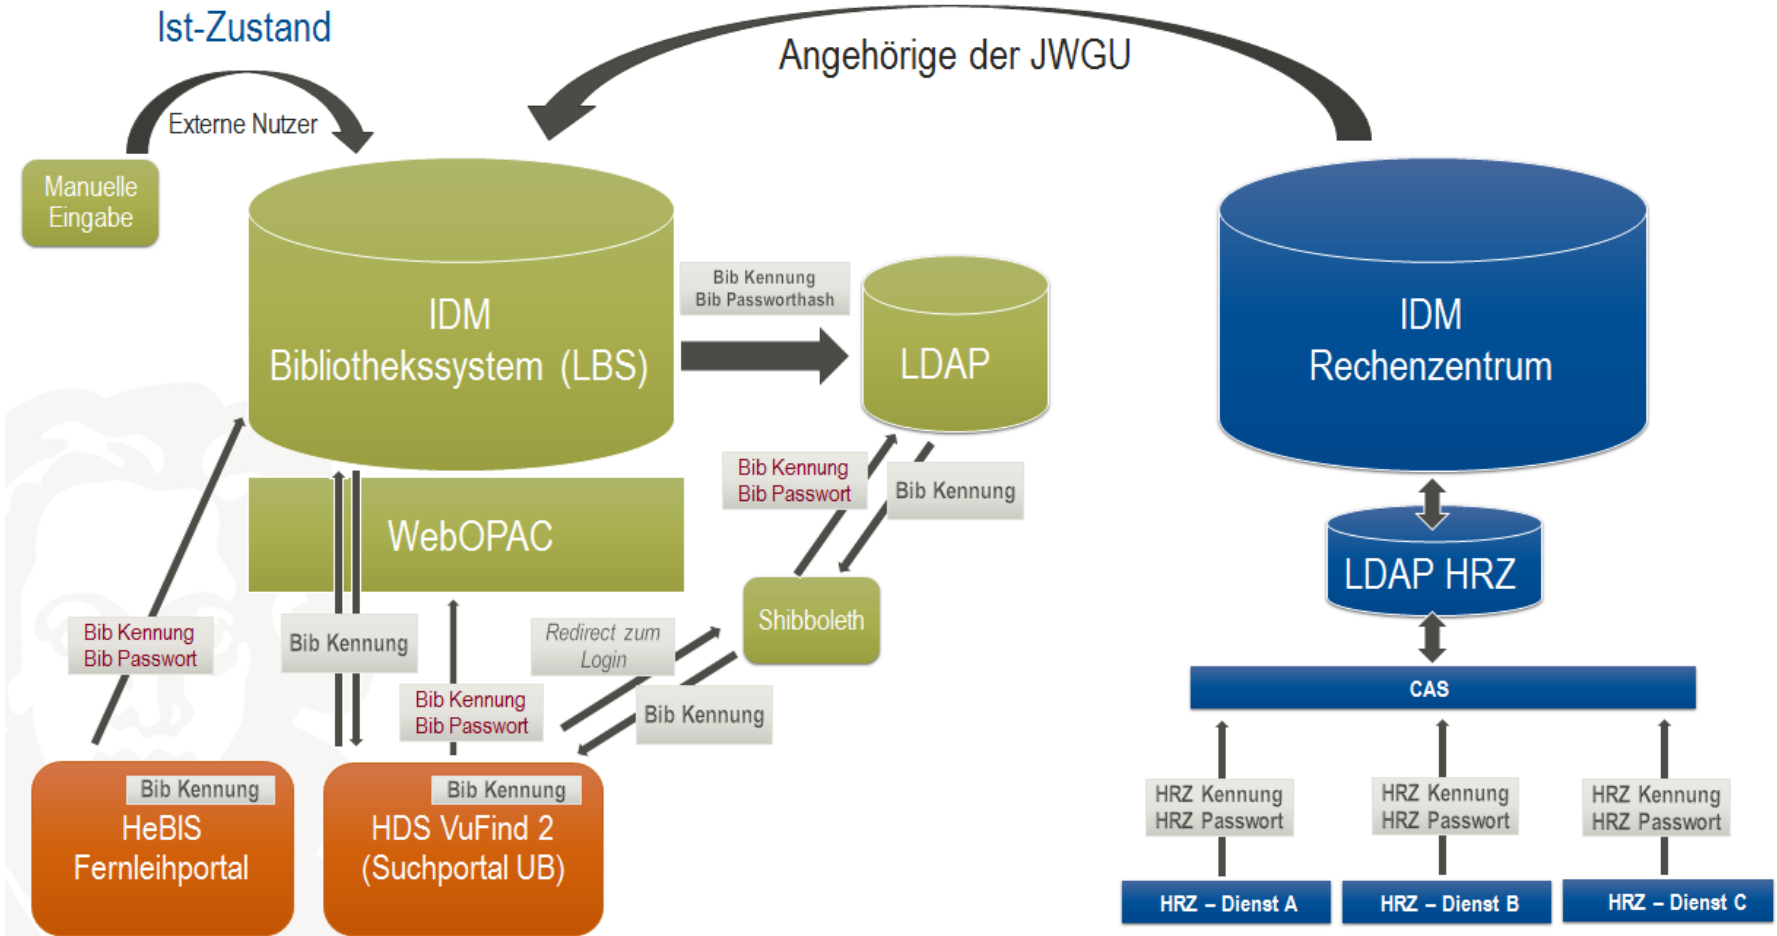 Ist-Zustand
Angehörige der JWGU
Externe Nutzer
Manuelle
Eingabe
IDM
Bibliothekssystem (LBS)
Bib Kennung
Bib Passworthash
LDAP
IDM
Rechenzentrum
Bib Kennung
Bib Passwort
Bib Kennung
WebOPAC
LDAP HRZ
Shibboleth
Bib Kennung
Bib Passwort
Bib Kennung
Redirect zum
Login
Bib Kennung
Bib Passwort
Bib Kennung
CAS
Bib Kennung
HeBIS
Fernleihportal
Bib Kennung
HDS VuFind 2
(Suchportal UB)
HRZ Kennung
HRZ Passwort
HRZ Kennung
HRZ Passwort
HRZ Kennung
HRZ Passwort
HRZ – Dienst A
HRZ – Dienst B
HRZ – Dienst C